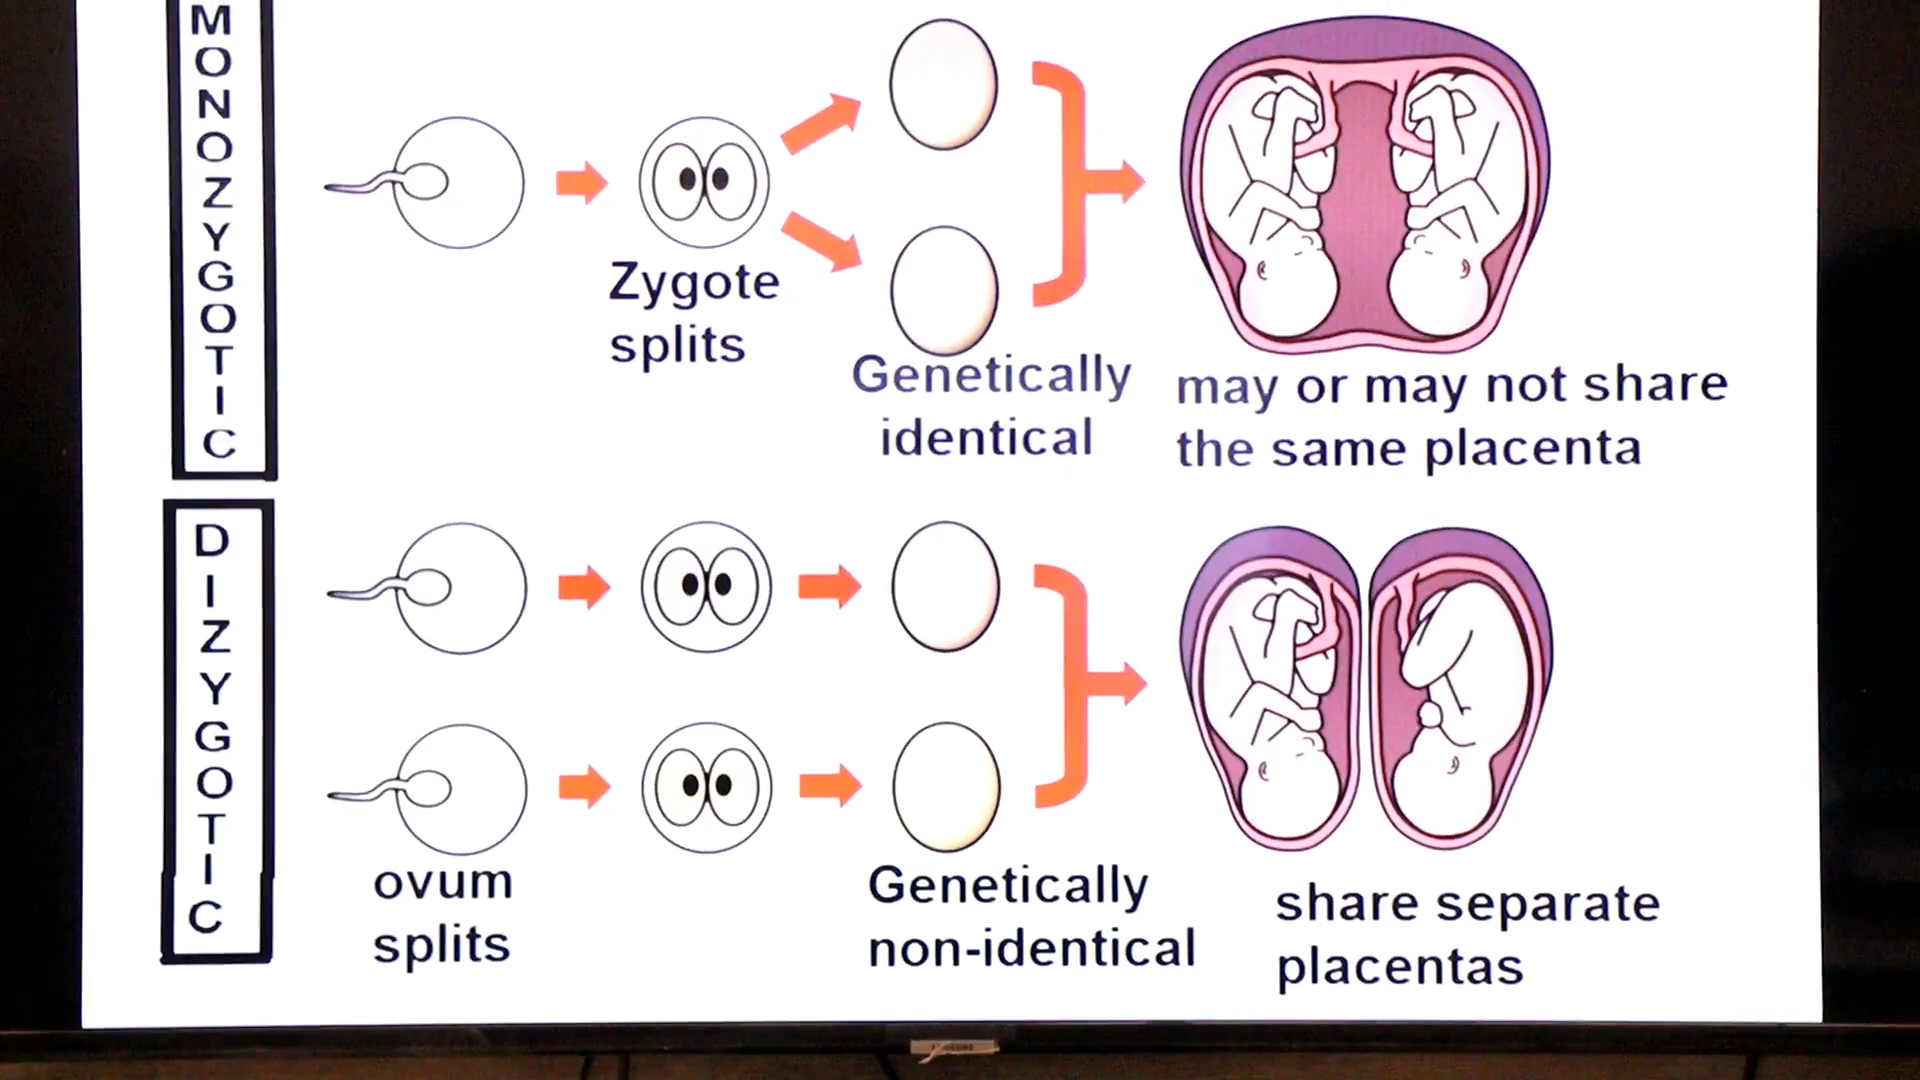 MONOZYGOTIC
Zygote
splits
Genetically
identical
may or may not share
the same placenta
DIZYGOTIC
ovum
splits
Genetically
non-identical
share separate
placentas
SAMSUNG